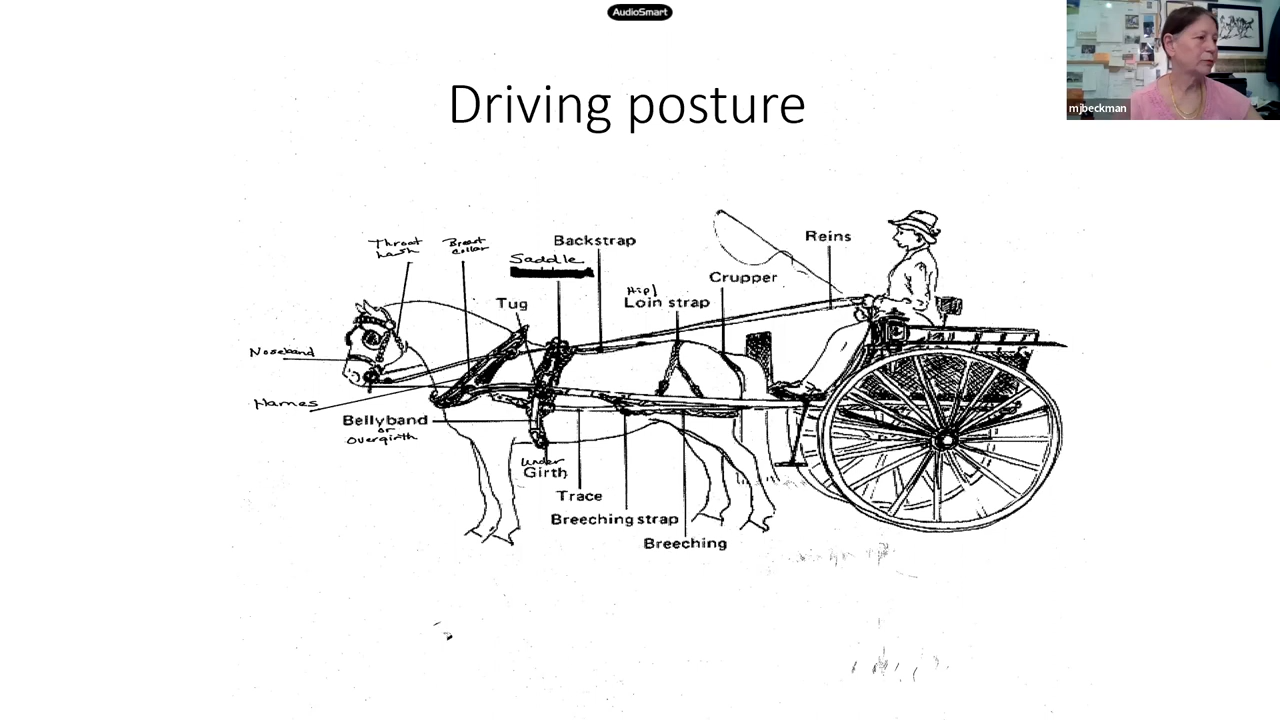 AudioSmart
mjbeckman
Driving posture
Throat
Lash
Breast
collar
Backstrap
Saddle
Reins
Crupper
Hip/
Loin strap
Tug
Noseband
Hames
Bellyband
or
overgirth
under
Girth
Trace
Breeching strap
Breeching